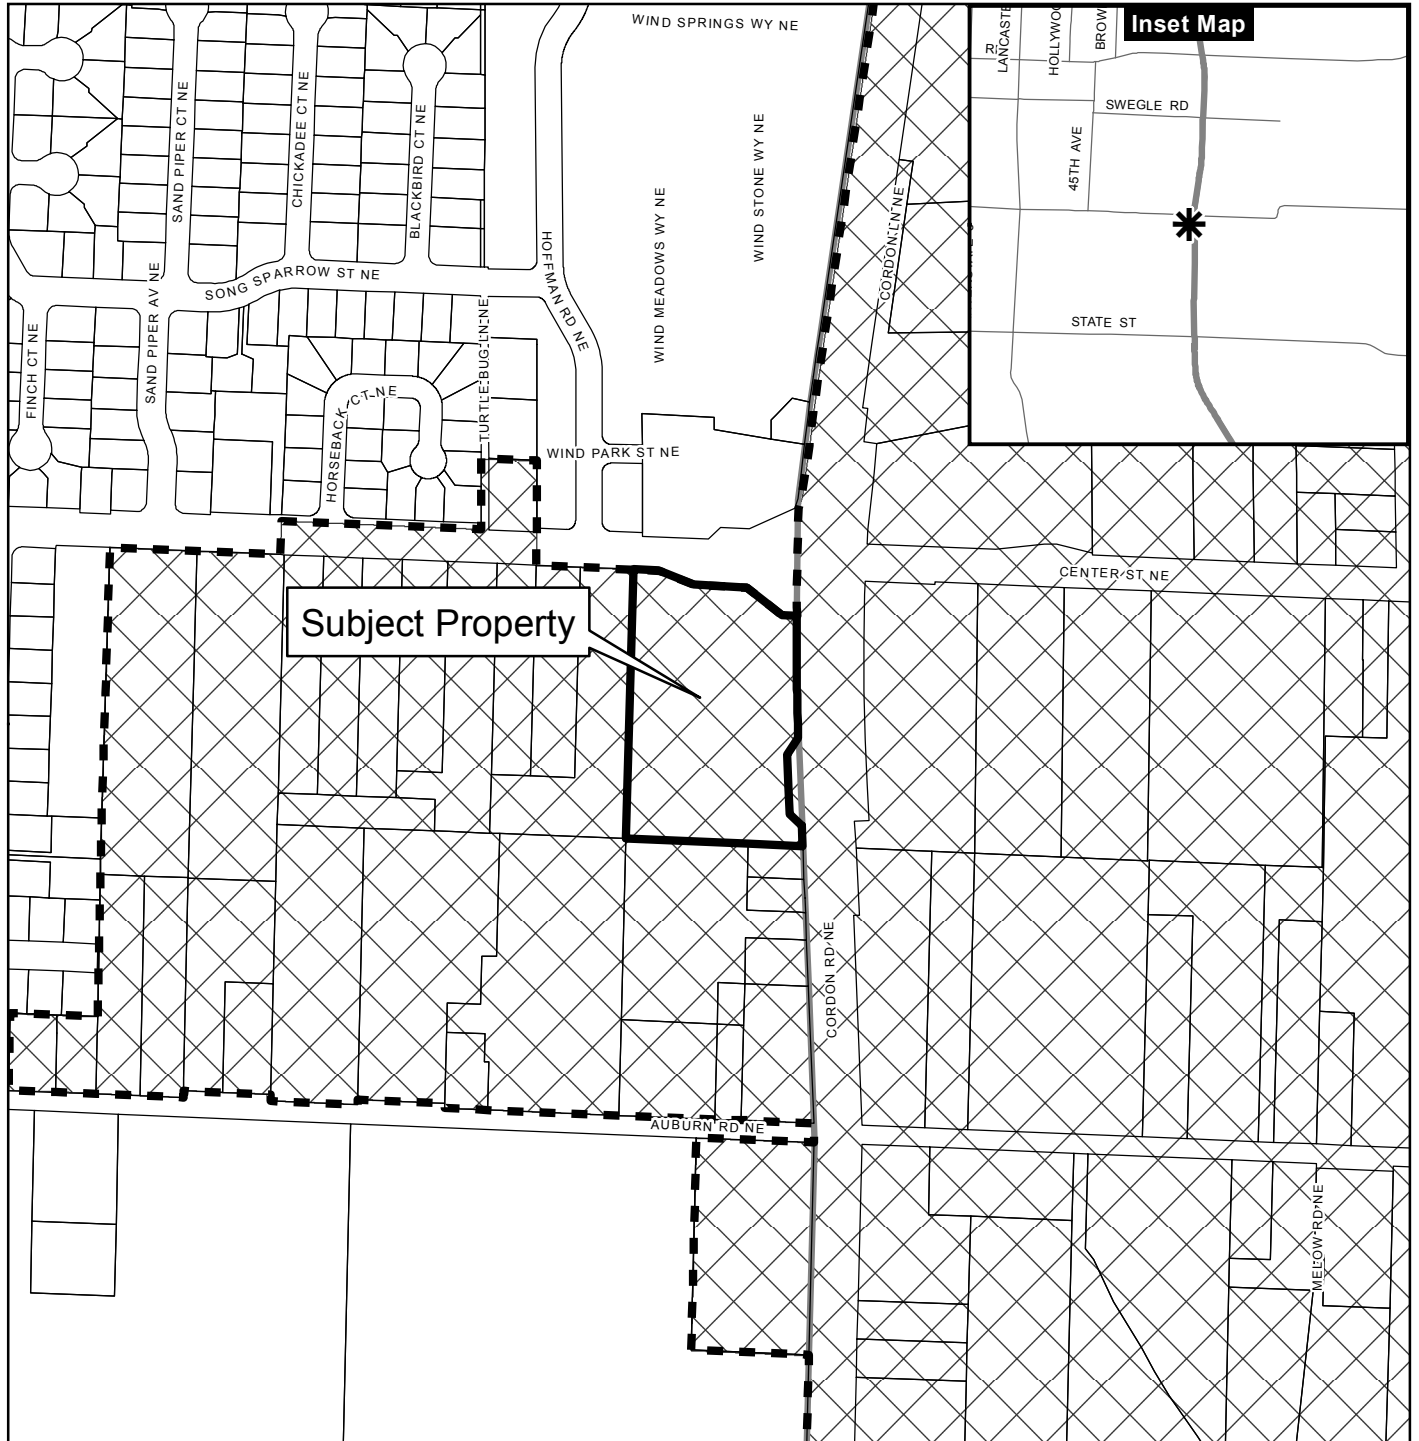 WIND SPRINGS WY NE
Inset Map
LANCASTE
HOLLYWOO
BROW
SWEGLE RD
45TH AVE
STATE ST
SAND PIPER CT NE
CHICKADEE CT NE
BLACKBIRD CT NE
WIND STONE WY NE
WIND MEADOWS WY NE
CORDON LN NE
HOFFMAN RD NE
SONG SPARROW ST NE
SAND PIPER AV NE
FINCH CT NE
TURTLE BUG LN NE
HORSEBACK CT NE
WIND PARK ST NE
CENTER ST NE
Subject Property
CORDON RD NE
AUBURN RD NE
MELOW RD NE